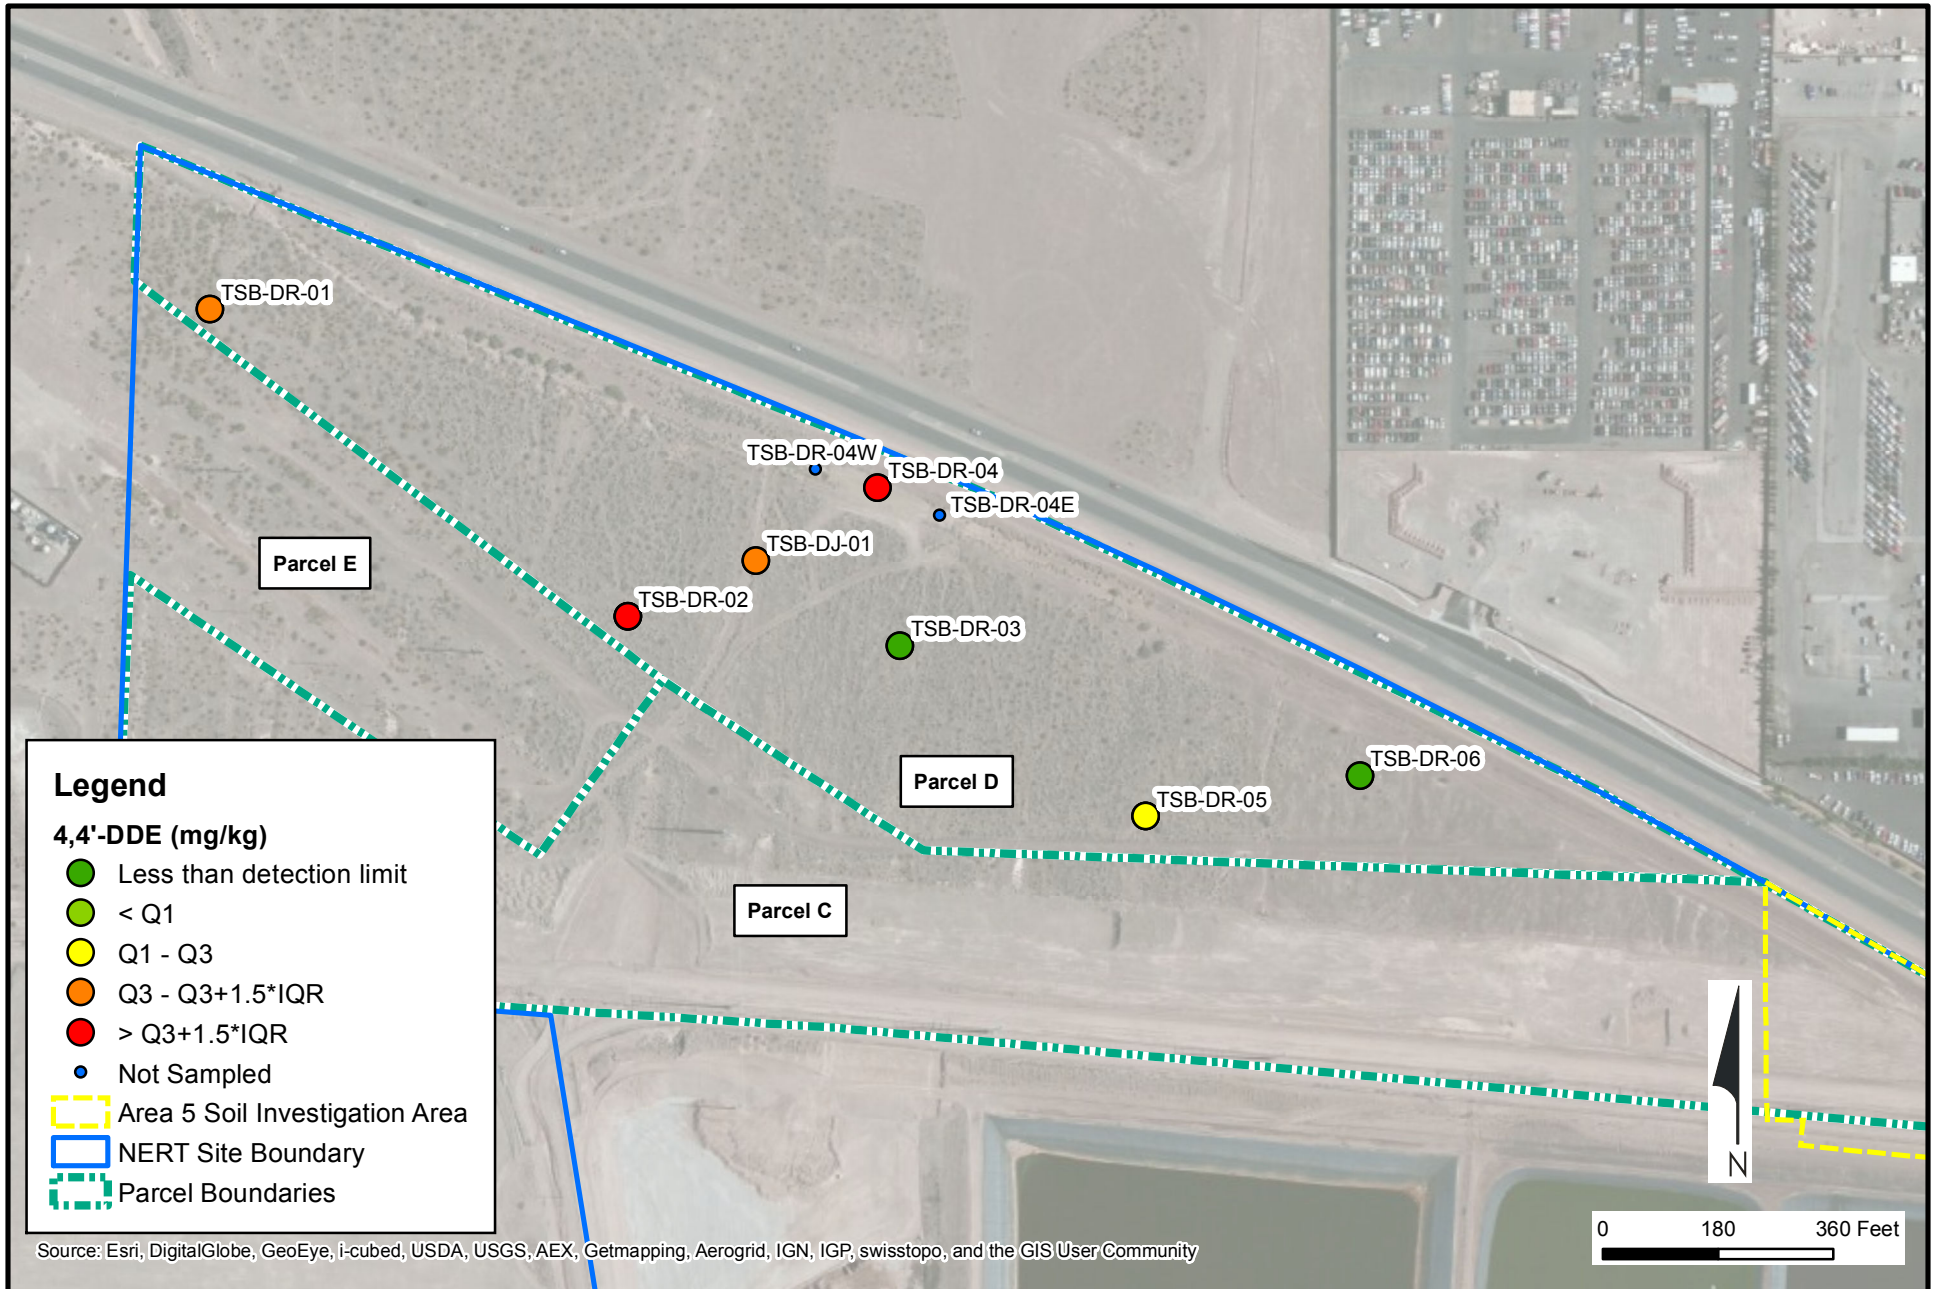 TSB-DR-01
TSB-DR-04W
TSB-DR-04
TSB-DR-04E
TSB-DJ-01
Parcel E
TSB-DR-02
TSB-DR-03
TSB-DR-06
Parcel D
TSB-DR-05
Parcel C
Legend
4,4'-DDE (mg/kg)
Less than detection limit
< Q1
Q1 - Q3
Q3 - Q3+1.5*IQR
> Q3+1.5*IQR
Not Sampled
Area 5 Soil Investigation Area
NERT Site Boundary
Parcel Boundaries
N
0 180 360 Feet
Source: Esri, DigitalGlobe, GeoEye, i-cubed, USDA, USGS, AEX, Getmapping, Aerogrid, IGN, IGP, swisstopo, and the GIS User Community